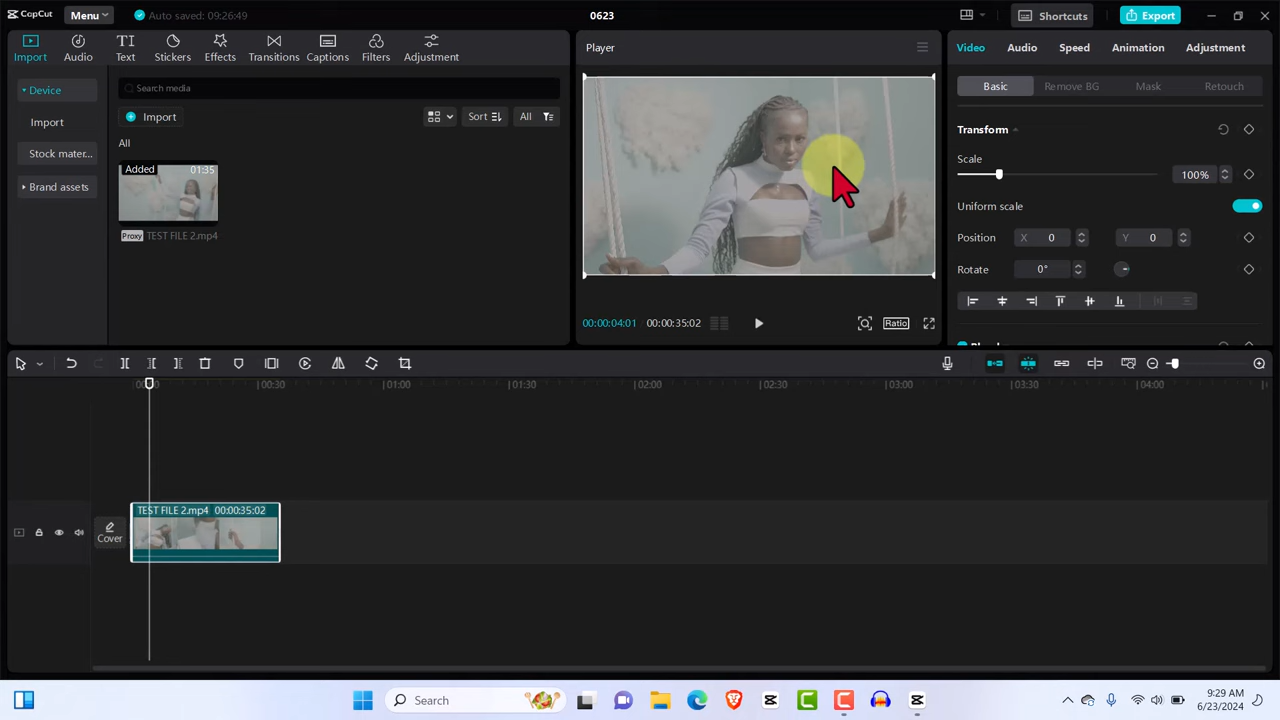 CapCut
Menu
Auto saved: 09:26:49
0623
Shortcuts
Export
Import
Audio
Text
Stickers
Effects
Transitions
Captions
Filters
Adjustment
Device
Import
Stock mater...
Brand assets
Search media
Import
Sort
All
All
Added
01:35
Proxy
TEST FILE 2.mp4
Player
00:00:04:01
00:00:35:02
Ratio
Video
Audio
Speed
Animation
Adjustment
Basic
Remove BG
Mask
Retouch
Transform
Scale
100%
Uniform scale
Position
X 0
Y 0
Rotate
0°
00:30
01:00
01:30
02:00
02:30
03:00
03:30
04:00
Cover
TEST FILE 2.mp4 00:00:35:02
Search
9:29 AM
6/23/2024